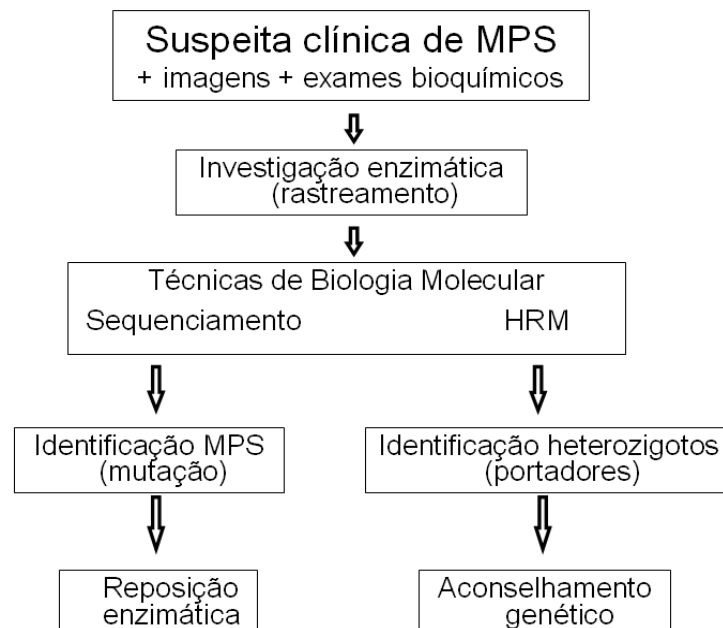 Suspeita clínica de MPS
+ imagens + exames bioquímicos
Investigação enzimática
(rastreamento)
Técnicas de Biologia Molecular
Sequenciamento HRM
Identificação MPS
(mutação)
Identificação heterozigotos
(portadores)
Reposição
enzimática
Aconselhamento
genético